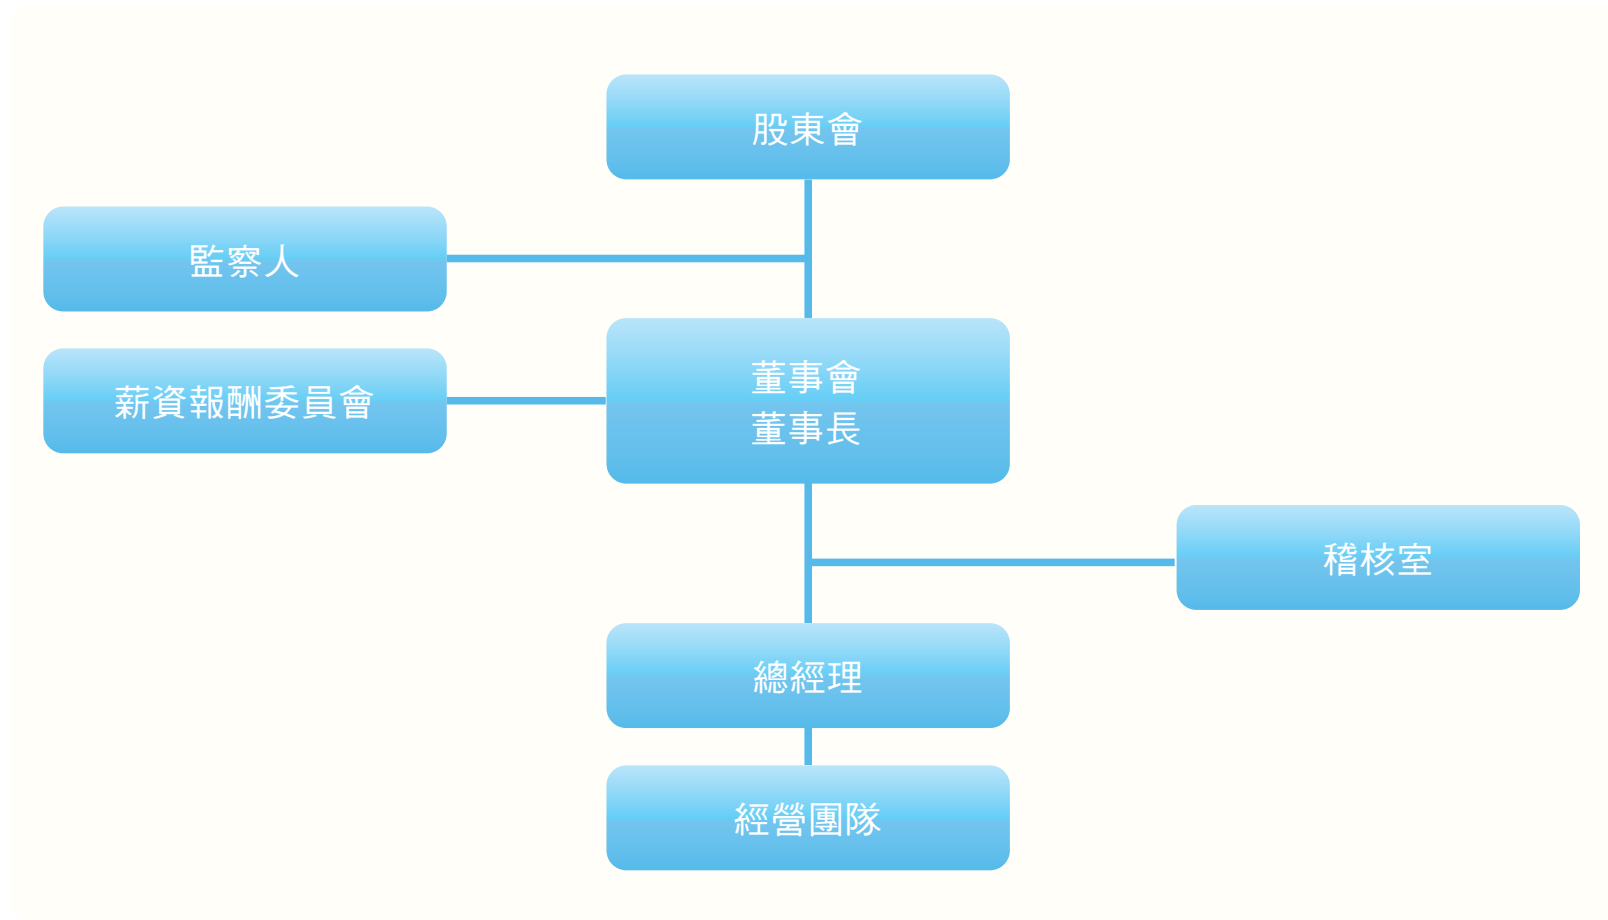 股東會
監察人
薪資報酬委員會
董事會
董事長
稽核室
總經理
經營團隊